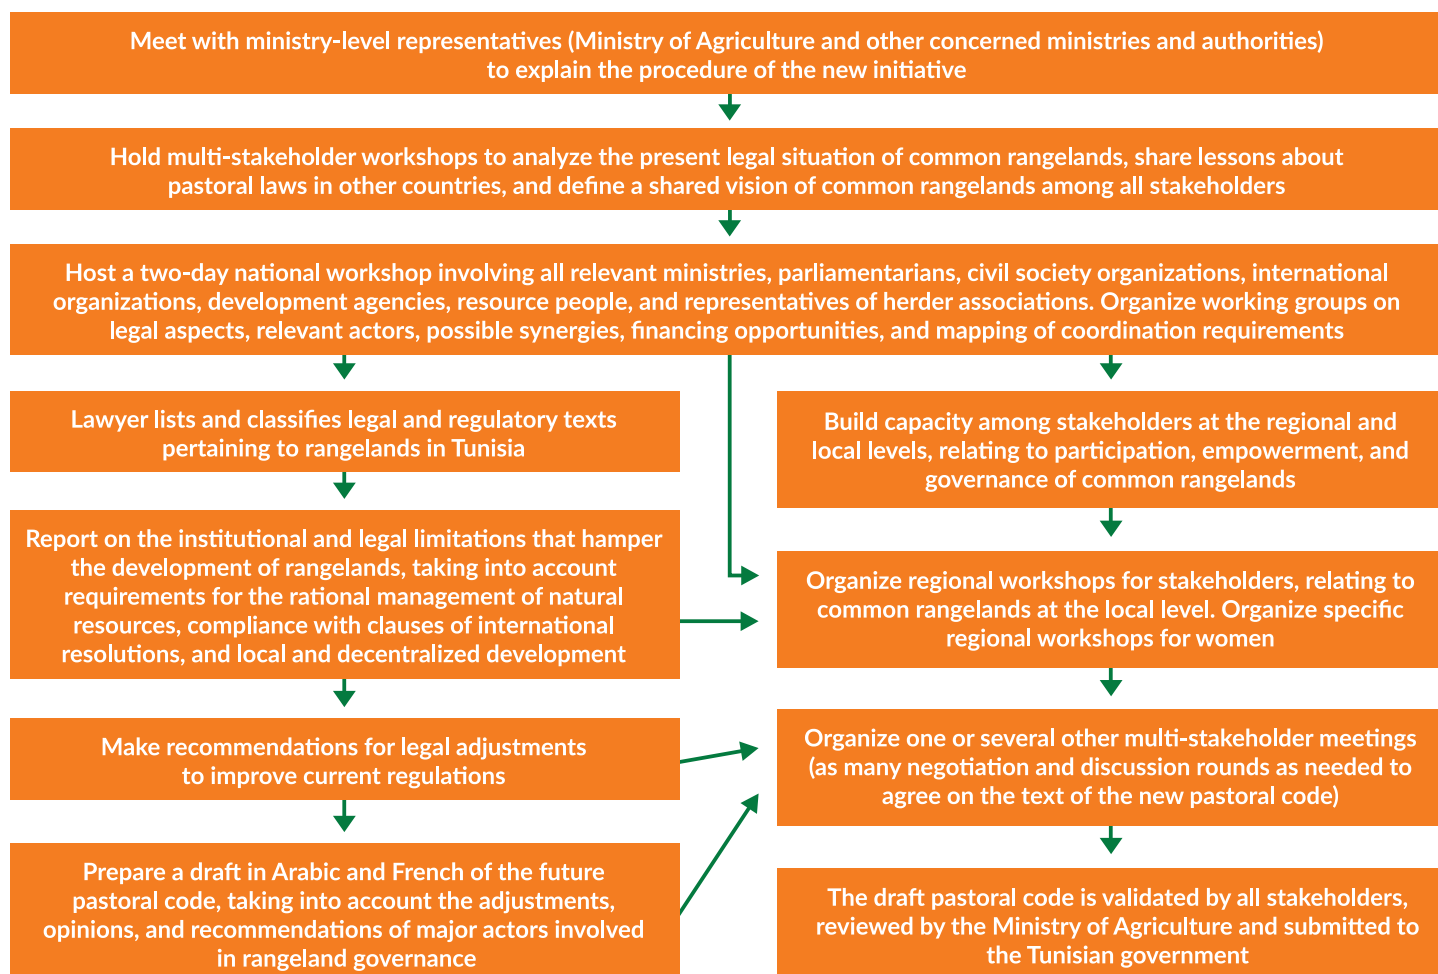 Meet with ministry-level representatives (Ministry of Agriculture and other concerned ministries and authorities)
to explain the procedure of the new initiative
Hold multi-stakeholder workshops to analyze the present legal situation of common rangelands, share lessons about
pastoral laws in other countries, and define a shared vision of common rangelands among all stakeholders
Host a two-day national workshop involving all relevant ministries, parliamentarians, civil society organizations, international
organizations, development agencies, resource people, and representatives of herder associations. Organize working groups on
legal aspects, relevant actors, possible synergies, financing opportunities, and mapping of coordination requirements
Lawyer lists and classifies legal and regulatory texts
pertaining to rangelands in Tunisia
Report on the institutional and legal limitations that hamper
the development of rangelands, taking into account
requirements for the rational management of natural
resources, compliance with clauses of international
resolutions, and local and decentralized development
Make recommendations for legal adjustments
to improve current regulations
Prepare a draft in Arabic and French of the future
pastoral code, taking into account the adjustments,
opinions, and recommendations of major actors involved
in rangeland governance
Build capacity among stakeholders at the regional and
local levels, relating to participation, empowerment, and
governance of common rangelands
Organize regional workshops for stakeholders, relating to
common rangelands at the local level. Organize specific
regional workshops for women
Organize one or several other multi-stakeholder meetings
(as many negotiation and discussion rounds as needed to
agree on the text of the new pastoral code)
The draft pastoral code is validated by all stakeholders,
reviewed by the Ministry of Agriculture and submitted to
the Tunisian government